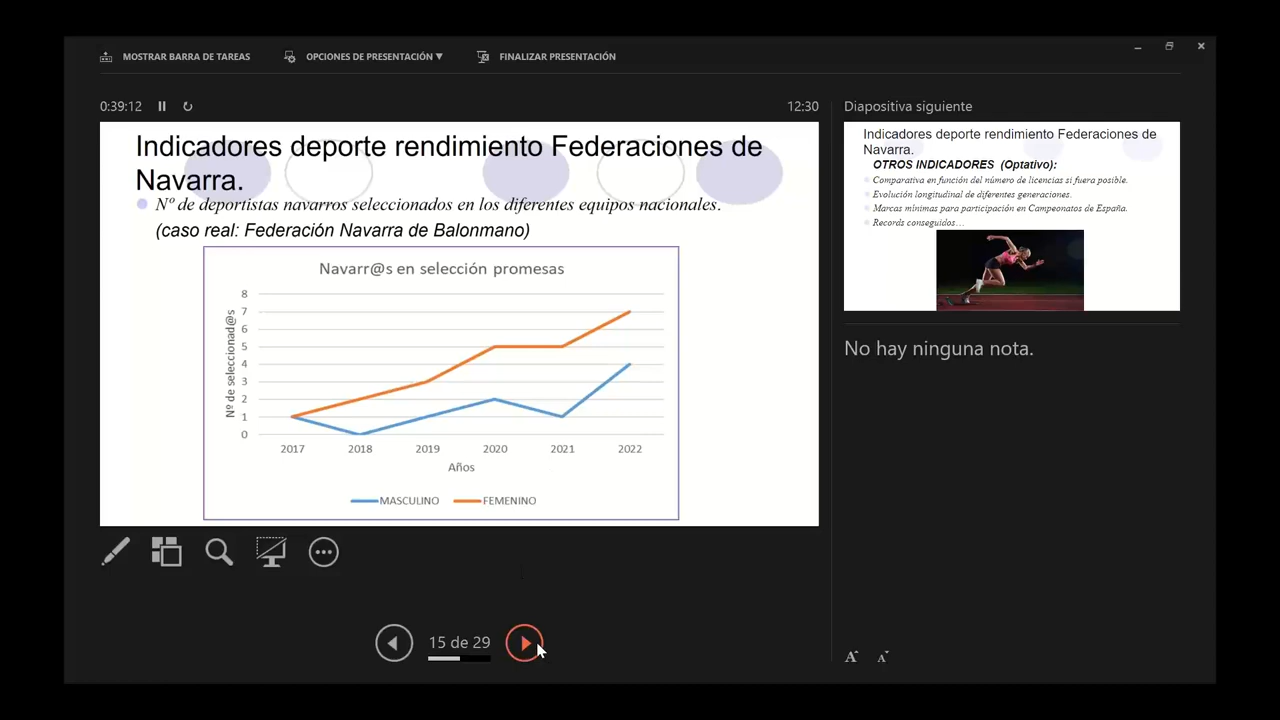 MOSTRAR BARRA DE TAREAS
OPCIONES DE PRESENTACIÓN ▼
FINALIZAR PRESENTACIÓN
0:39:12
12:30
Indicadores deporte rendimiento Federaciones de
Navarra.
Nº de deportistas navarros seleccionados en los diferentes equipos nacionales.
(caso real: Federación Navarra de Balonmano)
Navarr@s en selección promesas
Nº de seleccionad@s
8
7
6
5
4
3
2
1
0
2017 2018 2019 2020 2021 2022
Años
MASCULINO FEMENINO
15 de 29
Diapositiva siguiente
Indicadores deporte rendimiento Federaciones de
Navarra.
OTROS INDICADORES (Optativo):
Comparativa en función del número de licencias si fuera posible.
Evolución longitudinal de diferentes generaciones.
Marcas mínimas para participación en Campeonatos de España.
Records conseguidos…
No hay ninguna nota.
A A